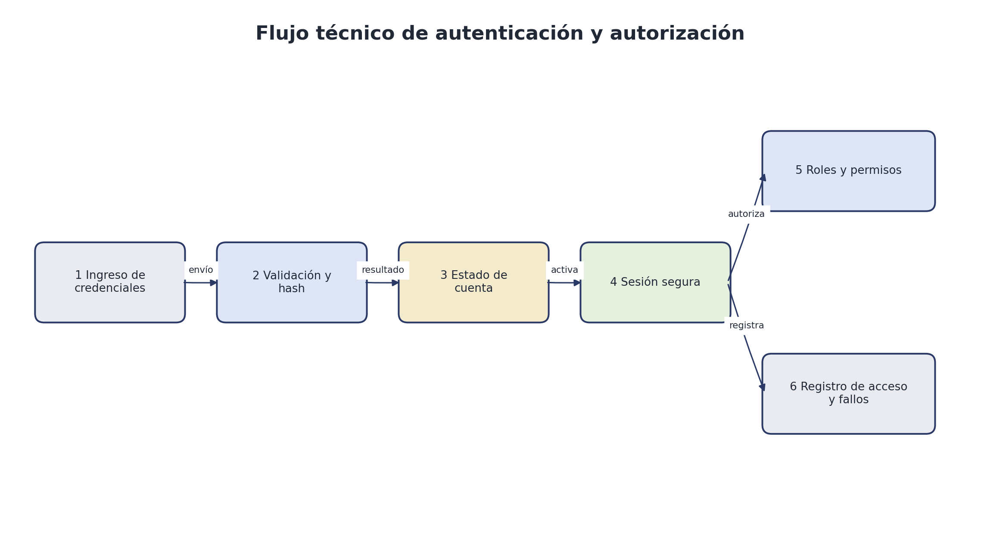 Flujo técnico de autenticación y autorización
1 Ingreso de
credenciales
envío
2 Validación y
hash
resultado
3 Estado de
cuenta
activa
4 Sesión segura
autoriza
5 Roles y permisos
registra
6 Registro de acceso
y fallos